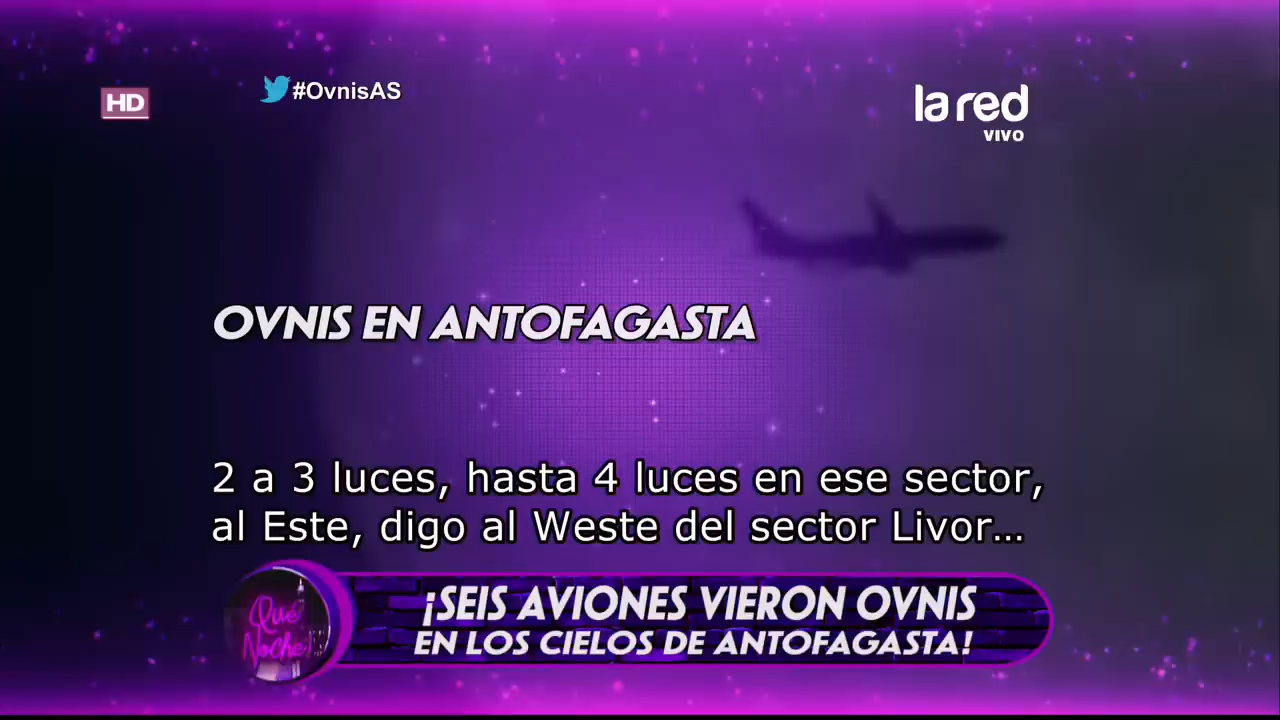 HD
#OvnisAS
la red
VIVO
OVNIS EN ANTOFAGASTA
2 a 3 luces, hasta 4 luces en ese sector,
al Este, digo al Weste del sector Livor...
Qué
Noche!
¡SEIS AVIONES VIERON OVNIS
EN LOS CIELOS DE ANTOFAGASTA!